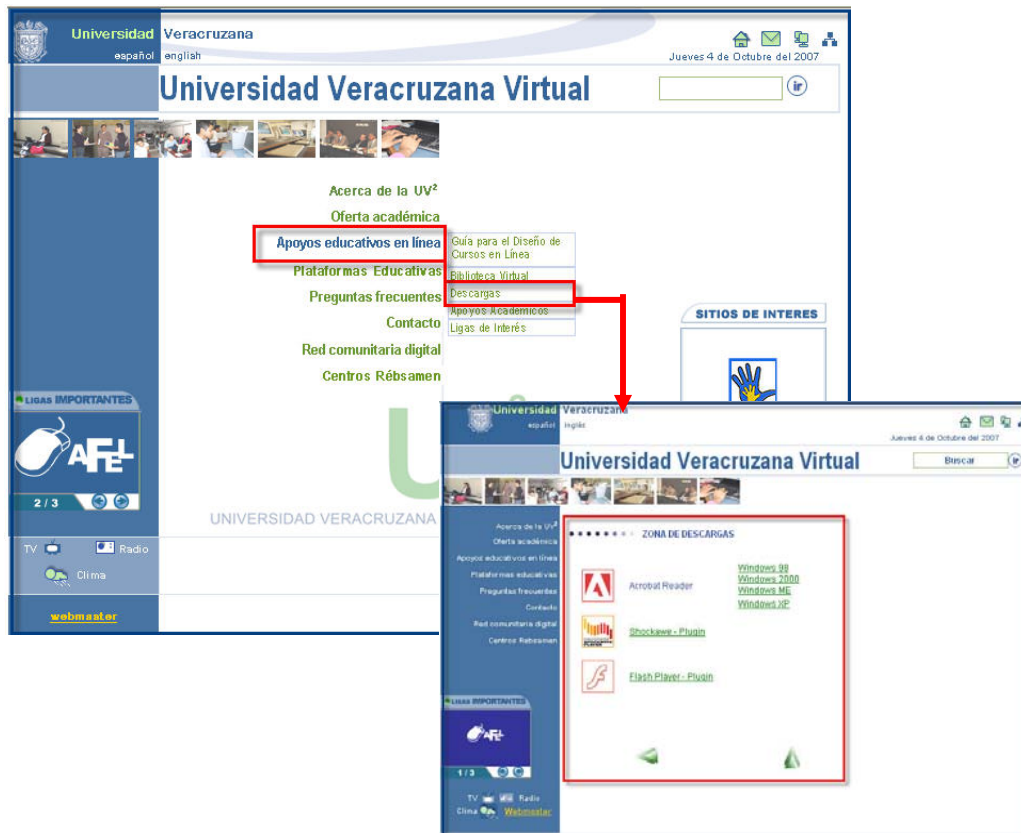 Universidad Veracruzana
español english
Jueves 4 de Octubre del 2007
Universidad Veracruzana Virtual
ir
Acerca de la UV²
Oferta académica
Apoyos educativos en línea
Guía para el Diseño de
Cursos en Línea
Plataformas Educativas
Biblioteca Virtual
Preguntas frecuentes
Descargas
Apoyos Académicos
Contacto
Ligas de Interés
Red comunitaria digital
Centros Rébsamen
SITIOS DE INTERES
LIGAS IMPORTANTES
AFEL
2 / 3
UNIVERSIDAD VERACRUZANA
TV Radio
Clima
webmaster
Universidad Veracruzana
español inglés
Jueves 4 de Octubre del 2007
Universidad Veracruzana Virtual
Buscar
ir
Acerca de la UV²
Oferta académica
Apoyos educativos en línea
Plataformas educativas
Preguntas frecuentes
Contacto
Red comunitaria digital
Centros Rébsamen
ZONA DE DESCARGAS
Acrobat Reader
Windows 98
Windows 2000
Windows ME
Windows XP
Shockawe - Plugin
Flash Player - Plugin
LIGAS IMPORTANTES
AFEL
1 / 3
TV Radio
Clima Webmaster